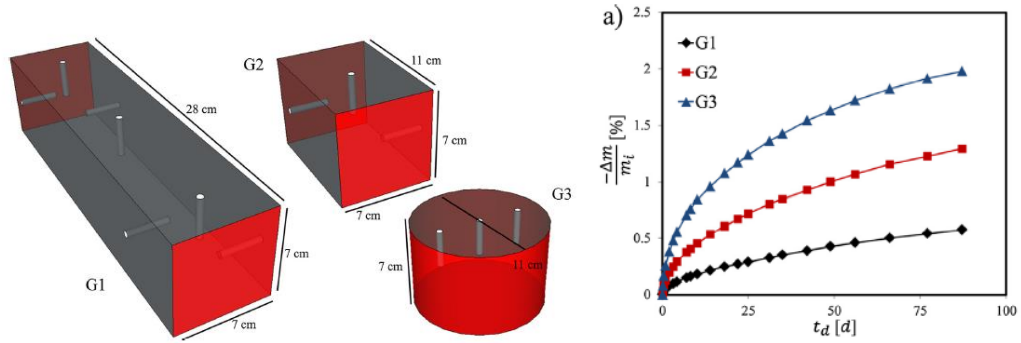 G1
28 cm
7 cm
7 cm
G2
11 cm
7 cm
7 cm
G3
7 cm
11 cm
a)
−Δm/m_i [%]
2.5
2
1.5
1
0.5
0
G1
G2
G3
0 25 50 75 100
t_d [d]